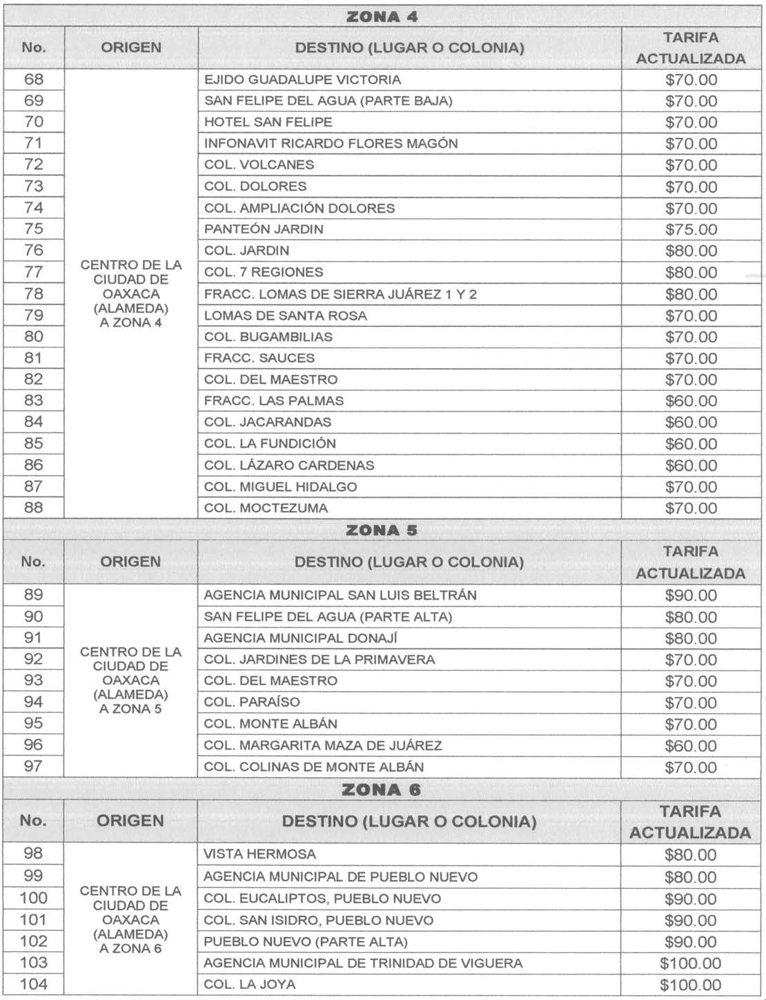 ZONA 4
No. ORIGEN DESTINO (LUGAR O COLONIA) TARIFA ACTUALIZADA
CENTRO DE LA
CIUDAD DE
OAXACA
(ALAMEDA)
A ZONA 4
68 EJIDO GUADALUPE VICTORIA $70.00
69 SAN FELIPE DEL AGUA (PARTE BAJA) $70.00
70 HOTEL SAN FELIPE $70.00
71 INFONAVIT RICARDO FLORES MAGÓN $70.00
72 COL. VOLCANES $70.00
73 COL. DOLORES $70.00
74 COL. AMPLIACIÓN DOLORES $70.00
75 PANTEÓN JARDIN $75.00
76 COL. JARDIN $80.00
77 COL. 7 REGIONES $80.00
78 FRACC. LOMAS DE SIERRA JUÁREZ 1 Y 2 $80.00
79 LOMAS DE SANTA ROSA $70.00
80 COL. BUGAMBILIAS $70.00
81 FRACC. SAUCES $70.00
82 COL. DEL MAESTRO $70.00
83 FRACC. LAS PALMAS $60.00
84 COL. JACARANDAS $60.00
85 COL. LA FUNDICIÓN $60.00
86 COL. LÁZARO CARDENAS $60.00
87 COL. MIGUEL HIDALGO $70.00
88 COL. MOCTEZUMA $70.00
ZONA 5
No. ORIGEN DESTINO (LUGAR O COLONIA) TARIFA ACTUALIZADA
CENTRO DE LA
CIUDAD DE
OAXACA
(ALAMEDA)
A ZONA 5
89 AGENCIA MUNICIPAL SAN LUIS BELTRÁN $90.00
90 SAN FELIPE DEL AGUA (PARTE ALTA) $80.00
91 AGENCIA MUNICIPAL DONAJÍ $80.00
92 COL. JARDINES DE LA PRIMAVERA $70.00
93 COL. DEL MAESTRO $70.00
94 COL. PARAÍSO $70.00
95 COL. MONTE ALBÁN $70.00
96 COL. MARGARITA MAZA DE JUÁREZ $60.00
97 COL. COLINAS DE MONTE ALBÁN $70.00
ZONA 6
No. ORIGEN DESTINO (LUGAR O COLONIA) TARIFA ACTUALIZADA
CENTRO DE LA
CIUDAD DE
OAXACA
(ALAMEDA)
A ZONA 6
98 VISTA HERMOSA $80.00
99 AGENCIA MUNICIPAL DE PUEBLO NUEVO $80.00
100 COL. EUCALIPTOS, PUEBLO NUEVO $90.00
101 COL. SAN ISIDRO, PUEBLO NUEVO $90.00
102 PUEBLO NUEVO (PARTE ALTA) $90.00
103 AGENCIA MUNICIPAL DE TRINIDAD DE VIGUERA $100.00
104 COL. LA JOYA $100.00